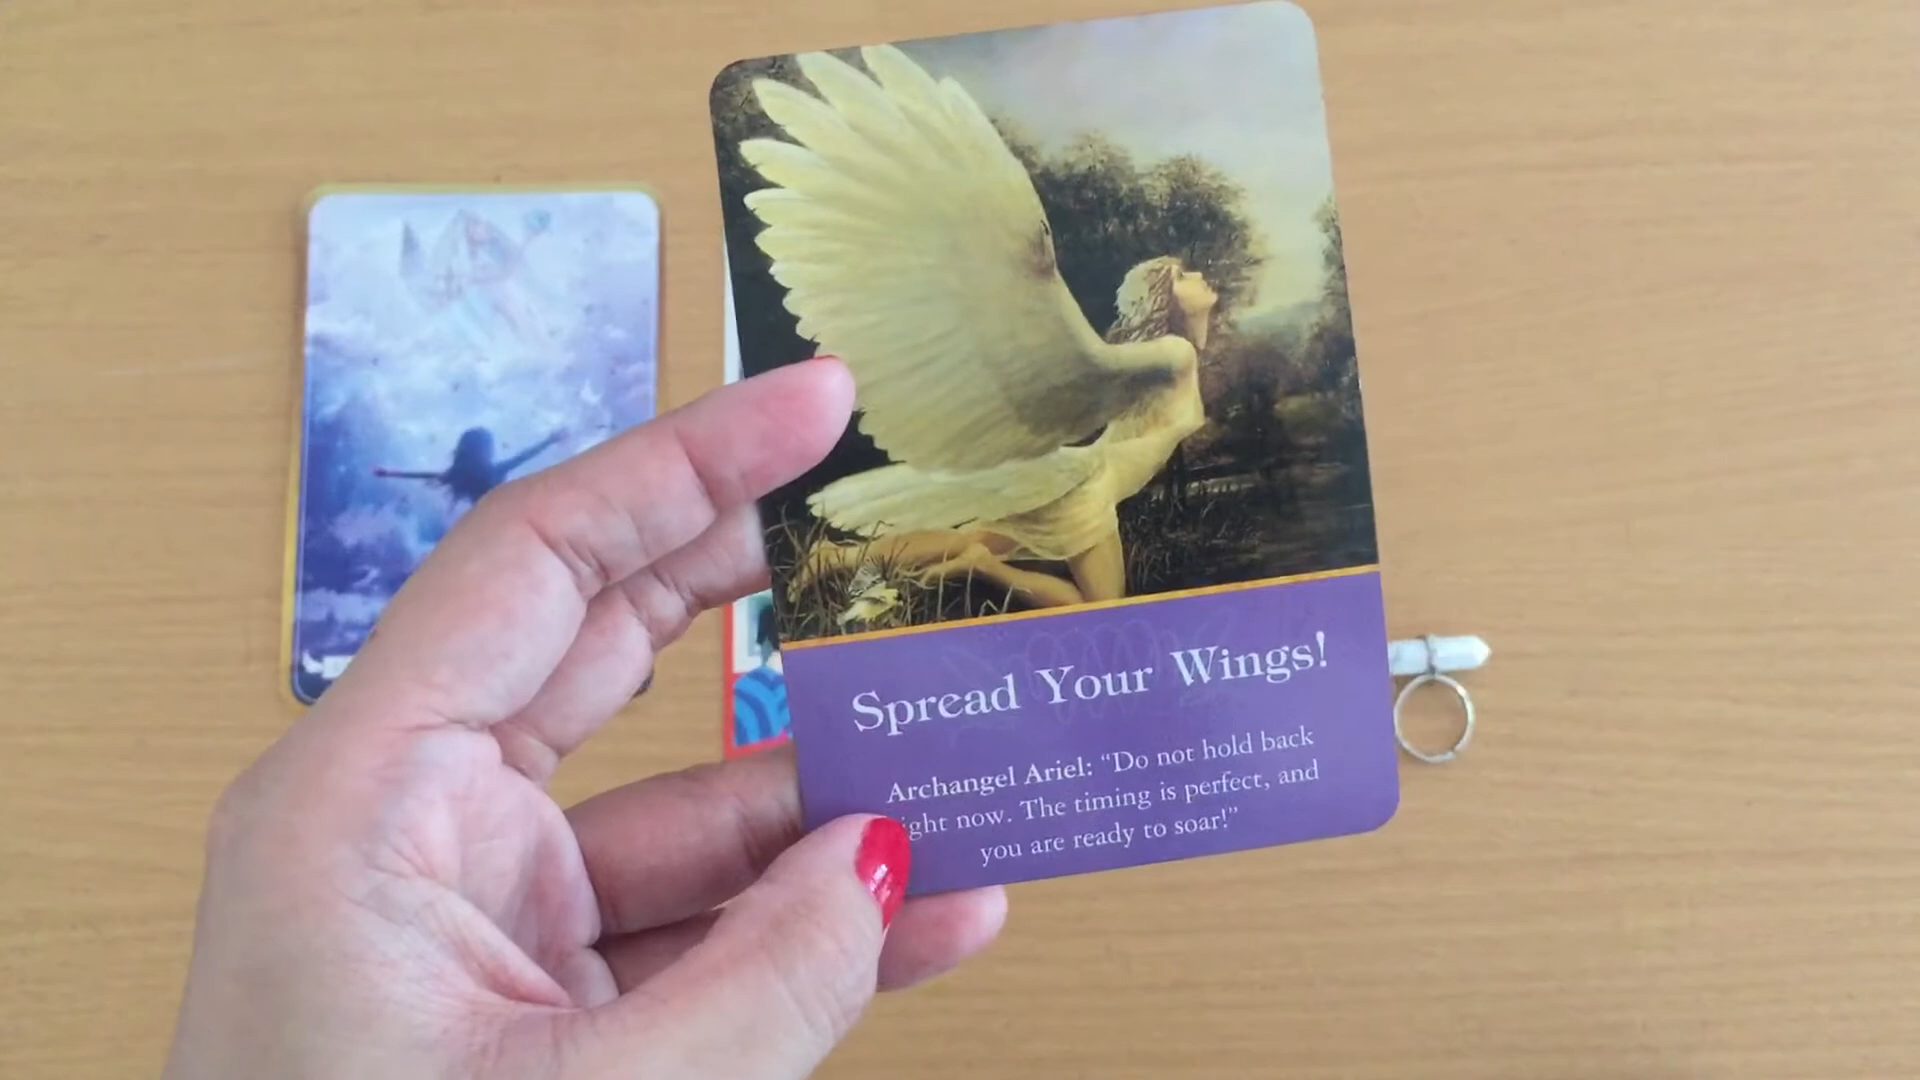 Spread Your Wings!
Archangel Ariel: “Do not hold back
ight now. The timing is perfect, and
you are ready to soar!”